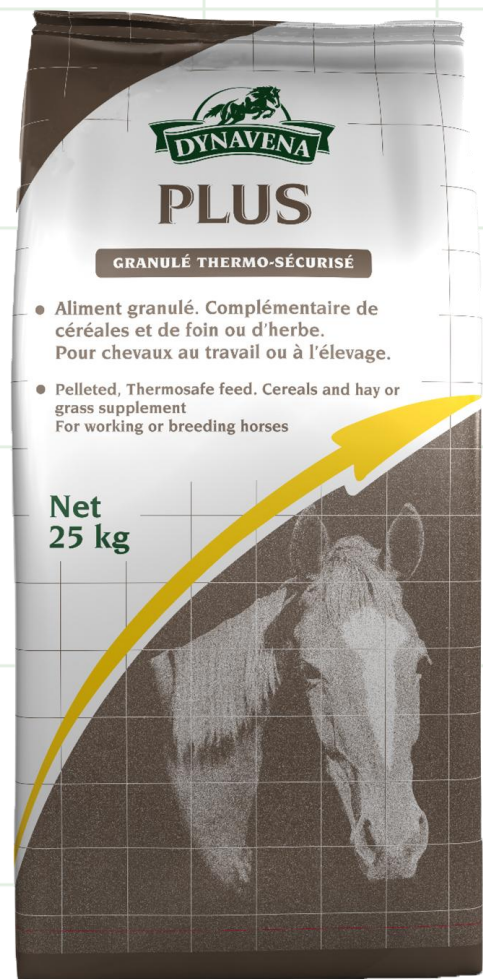 DYNAVENA
PLUS
GRANULÉ THERMO-SÉCURISÉ
• Aliment granulé. Complémentaire de
céréales et de foin ou d'herbe.
Pour chevaux au travail ou à l'élevage.
• Pelleted, Thermosafe feed. Cereals and hay or
grass supplement
For working or breeding horses
Net
25 kg